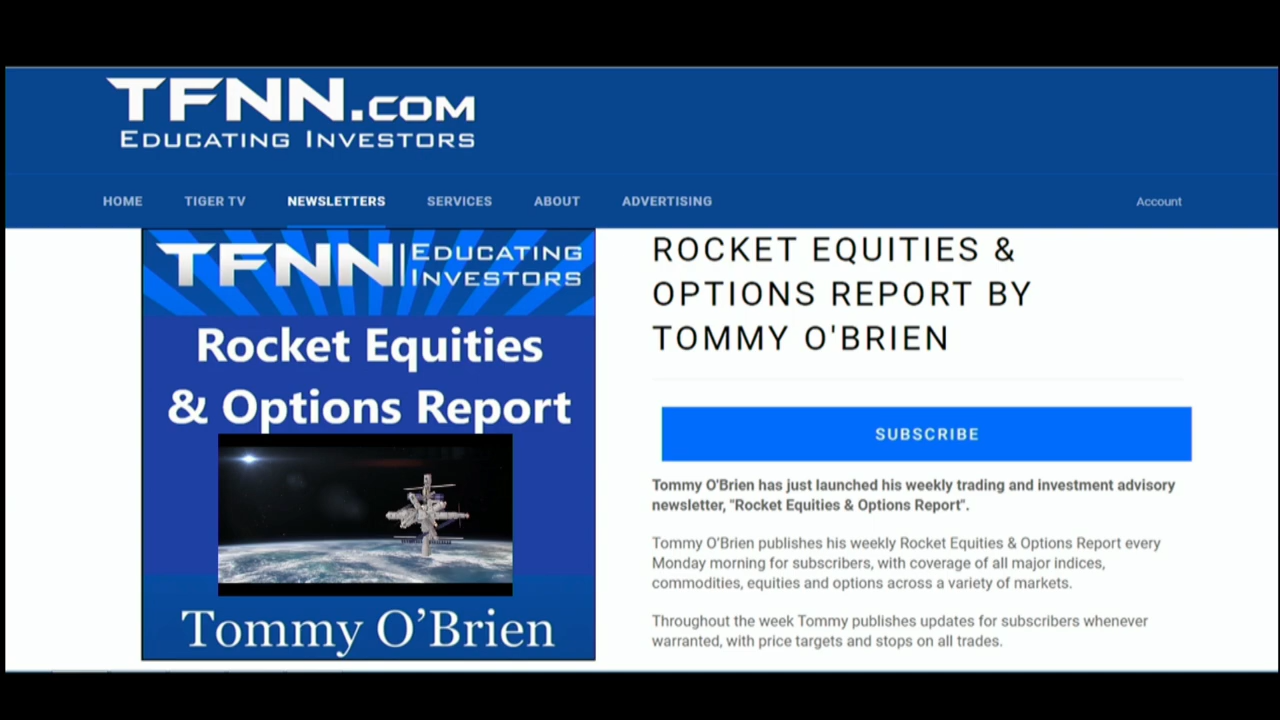 TFNN.COM
EDUCATING INVESTORS
HOME TIGER TV NEWSLETTERS SERVICES ABOUT ADVERTISING Account
TFNN EDUCATING
INVESTORS
Rocket Equities
& Options Report
Tommy O’Brien
ROCKET EQUITIES &
OPTIONS REPORT BY
TOMMY O'BRIEN
SUBSCRIBE
Tommy O'Brien has just launched his weekly trading and investment advisory
newsletter, "Rocket Equities & Options Report".
Tommy O'Brien publishes his weekly Rocket Equities & Options Report every
Monday morning for subscribers, with coverage of all major indices,
commodities, equities and options across a variety of markets.
Throughout the week Tommy publishes updates for subscribers whenever
warranted, with price targets and stops on all trades.